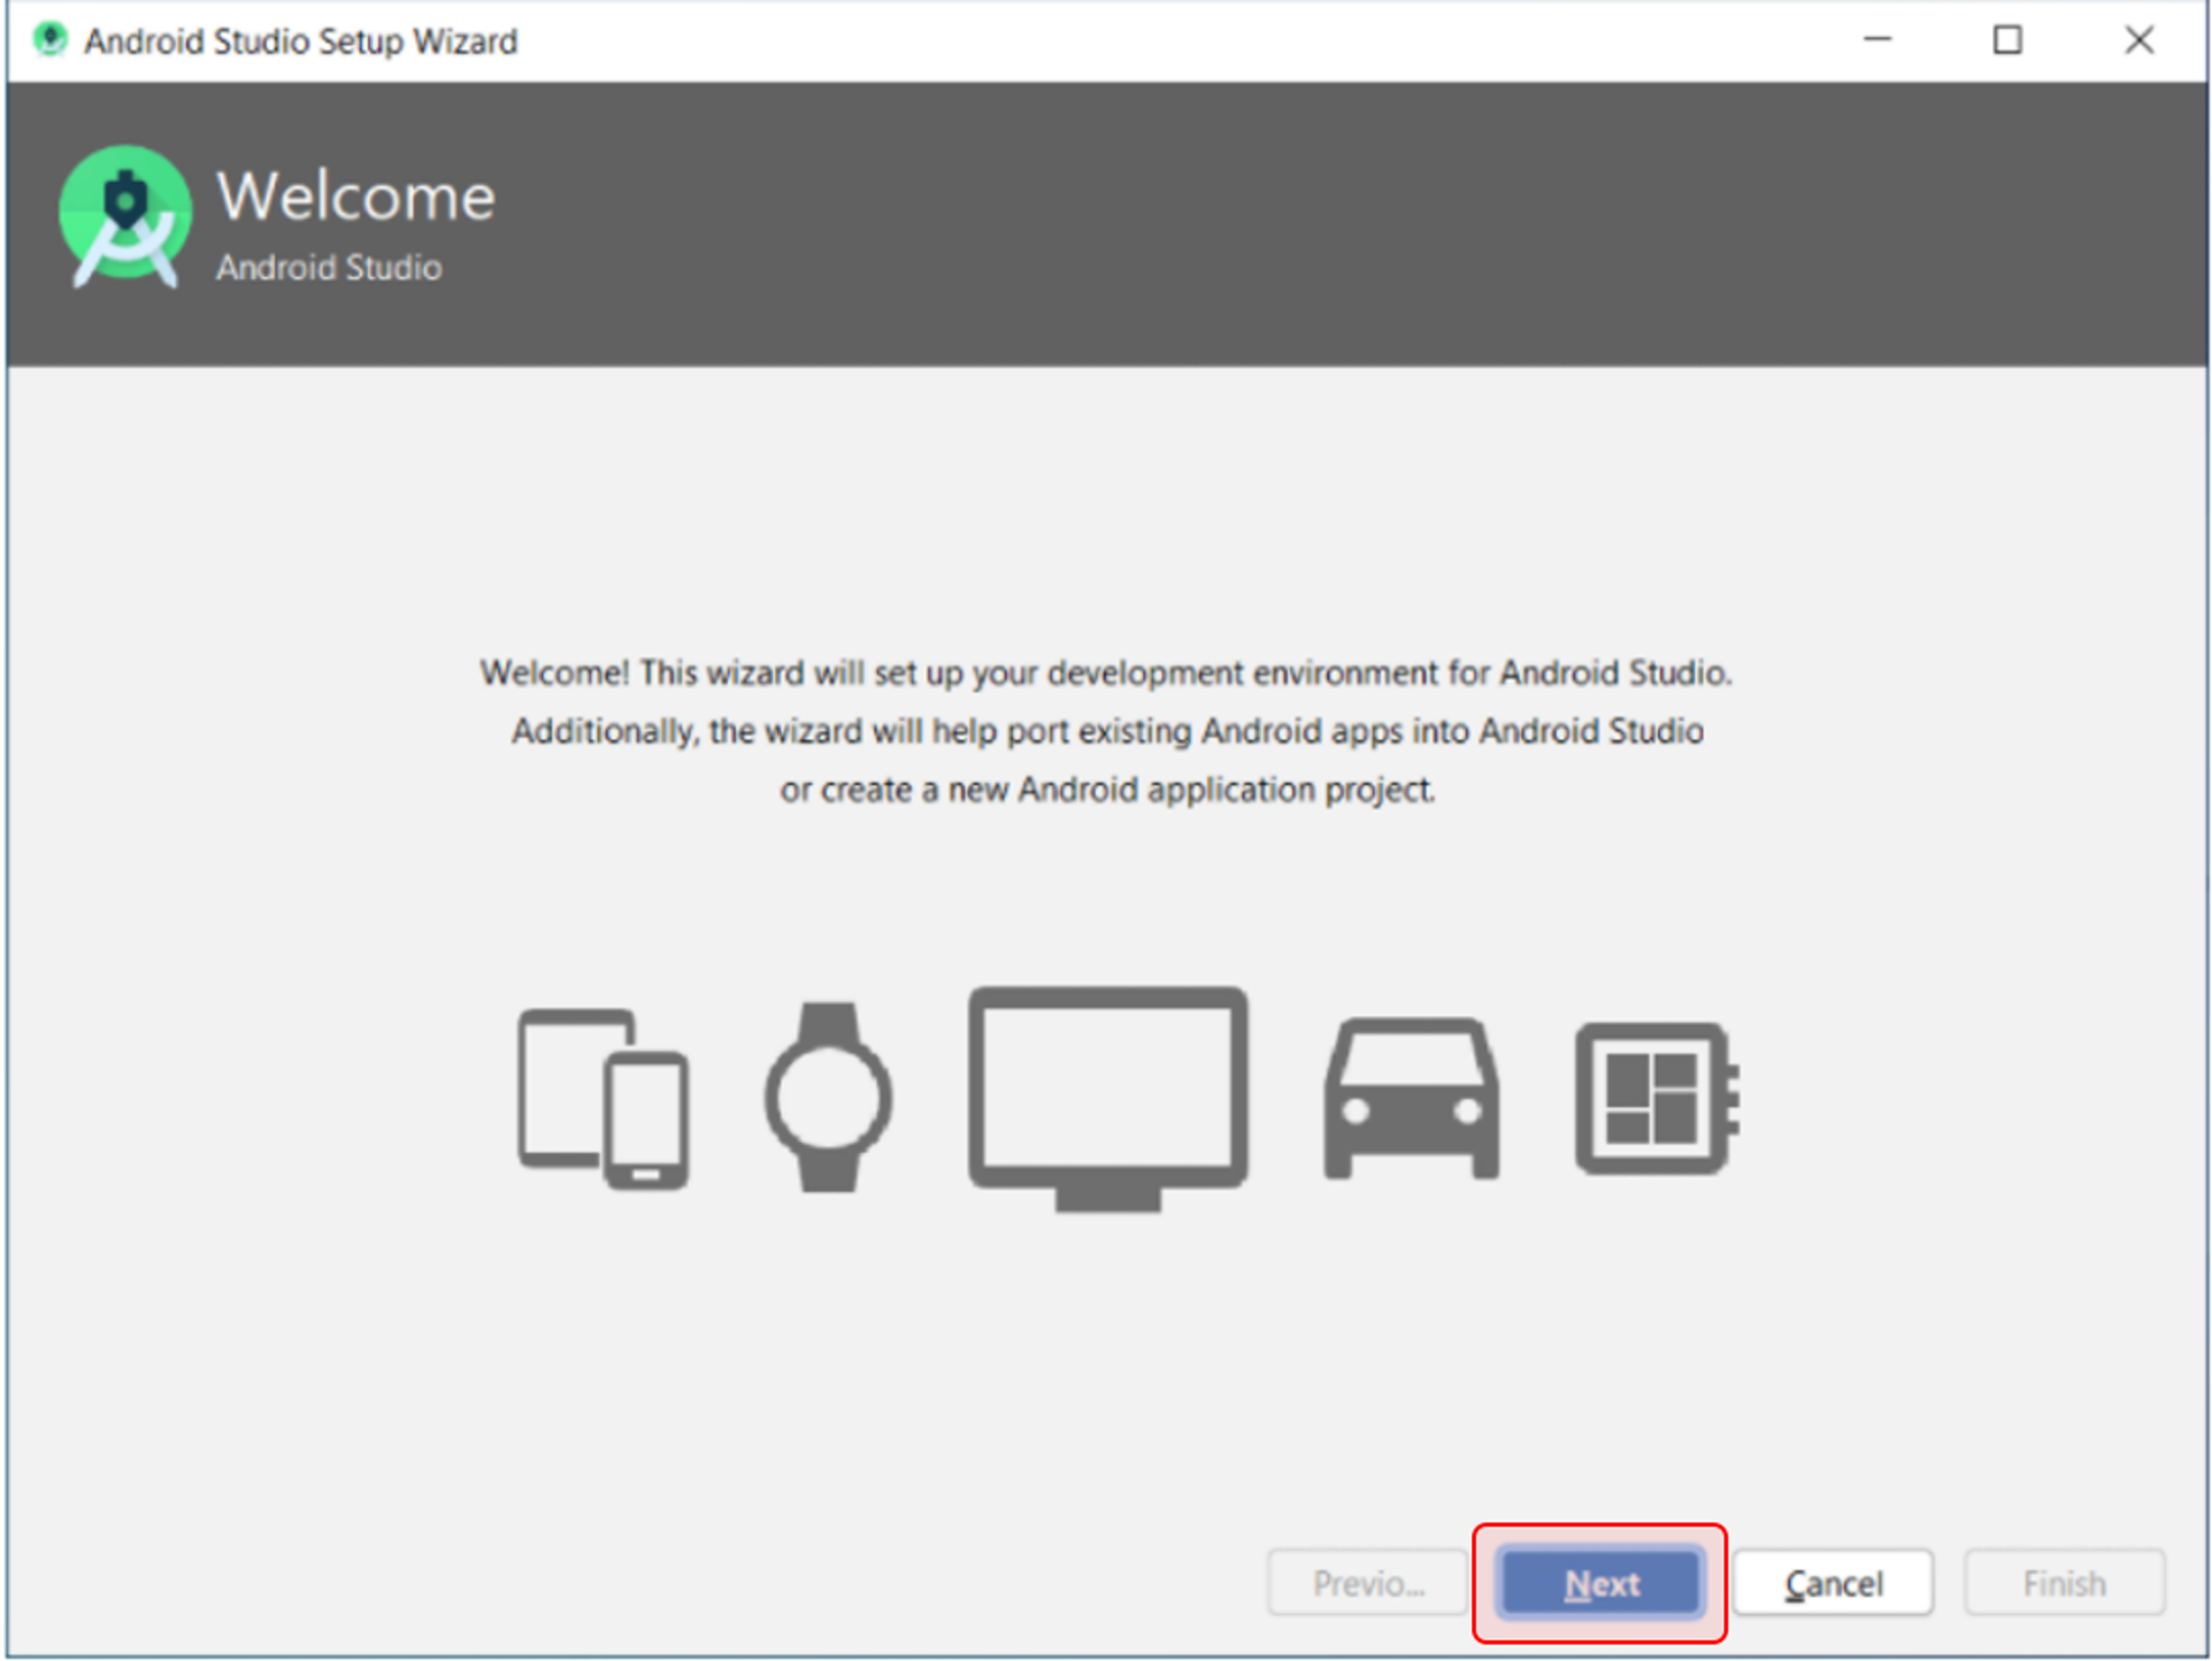 Android Studio Setup Wizard
Welcome
Android Studio
Welcome! This wizard will set up your development environment for Android Studio.
Additionally, the wizard will help port existing Android apps into Android Studio
or create a new Android application project.
Previo... Next Cancel Finish